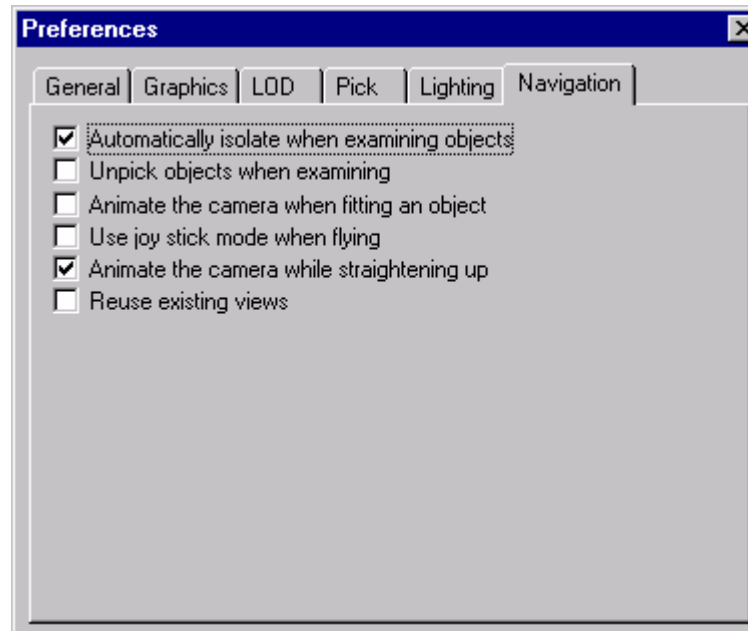 Preferences
General Graphics LOD Pick Lighting Navigation
Automatically isolate when examining objects
Unpick objects when examining
Animate the camera when fitting an object
Use joy stick mode when flying
Animate the camera while straightening up
Reuse existing views